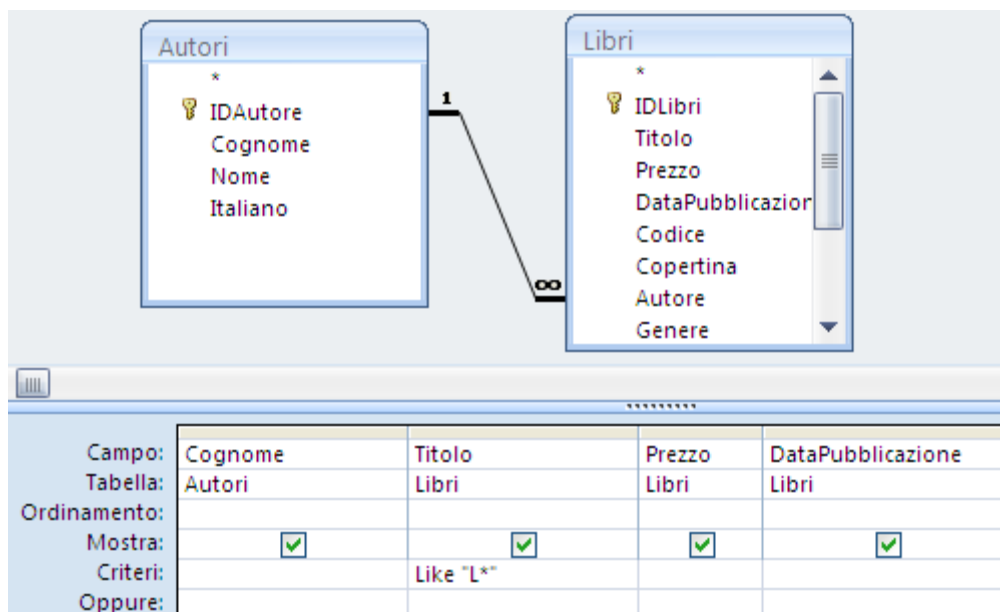 Autori
*
IDAutore
Cognome
Nome
Italiano
1
∞
Libri
*
IDLibri
Titolo
Prezzo
DataPubblicazion
Codice
Copertina
Autore
Genere
Campo: Cognome Titolo Prezzo DataPubblicazione
Tabella: Autori Libri Libri Libri
Ordinamento:
Mostra:
Criteri: Like "L*"
Oppure: